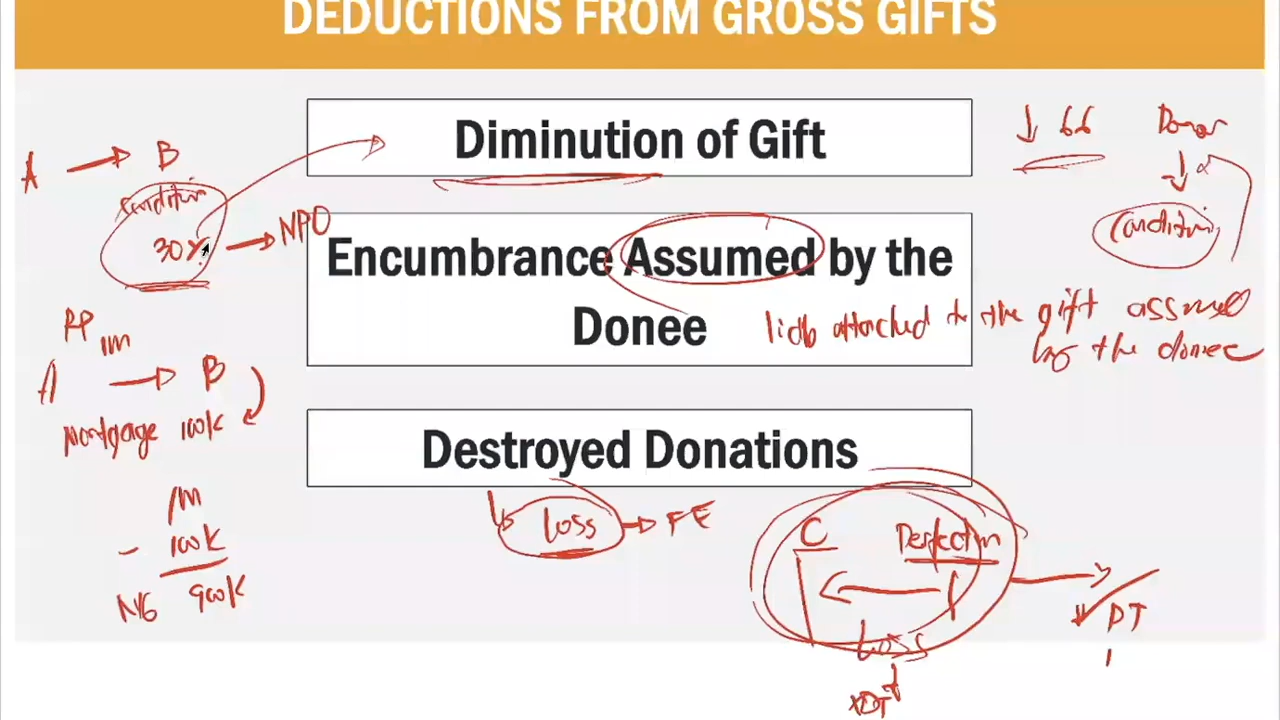 DEDUCTIONS FROM GROSS GIFTS
Diminution of Gift
↓ GG
Donor
A → B
condition
30%
→ NPO
Condition
Encumbrance Assumed by the
Donee
liab attached to the gift assumed
by the donee
RP
1M
A → B
Mortgage 100K
Destroyed Donations
1M
- 100K
NG 900K
loss → FE
C Perfection
Loss
DT